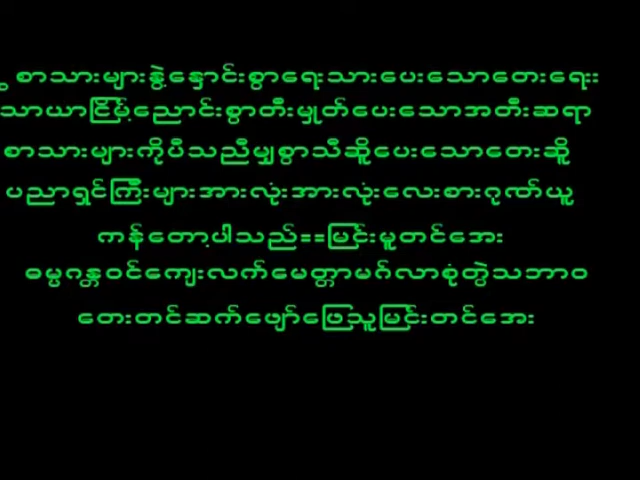 စာသားများနွဲ့နှောင်းစွာရေးသားပေးသောတေးရေး
သာယာငြိမ့်ညောင်းစွာတီးမှုတ်ပေးသောအတီးဆရာ
စာသားများကိုပီသညီမျှစွာသီဆိုပေးသောတေးဆို
ပညာရှင်ကြီးများအားလုံးအားလုံးလေးစားဂုဏ်ယူ
ကန်တော့ပါသည်==မြင်းမူတင်အေး
ဓမ္မဂန္တဝင်ကျေးလက်မေတ္တာမဂ်လာစုံတွဲသဘာဝ
တေးတင်ဆက်ဖျော်ဖြေသူမြင်းတင်အေး